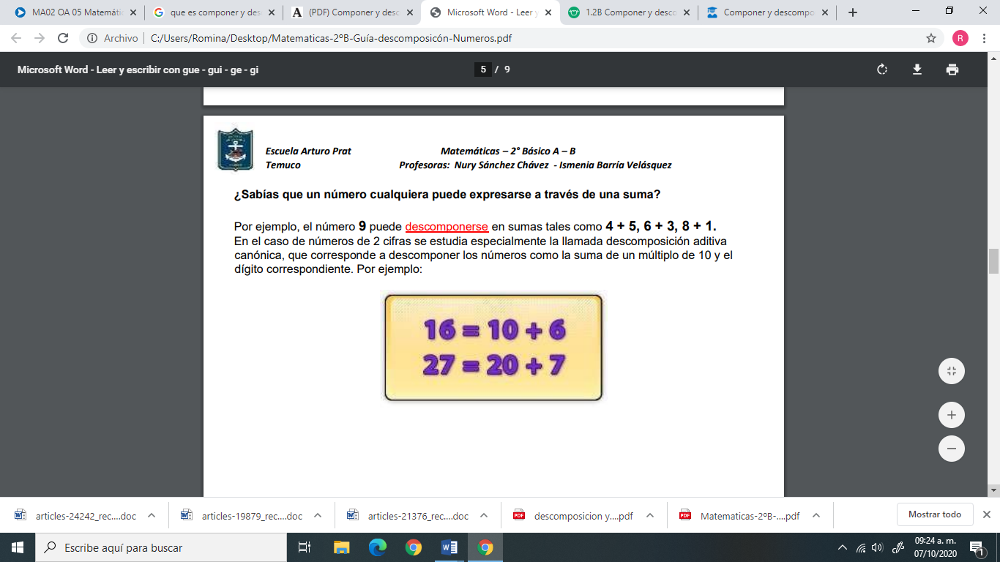 MA02 OA 05 Matemátic
que es componer y des
(PDF) Componer y desc
Microsoft Word - Leer y
1.2B Componer y desco
Componer y descompo
Archivo
C:/Users/Romina/Desktop/Matematicas-2ºB-Guía-descomposicón-Numeros.pdf
R
Microsoft Word - Leer y escribir con gue - gui - ge - gi
5 / 9
Escuela Arturo Prat
Matemáticas – 2° Básico A – B
Temuco
Profesoras: Nury Sánchez Chávez - Ismenia Barría Velásquez
¿Sabías que un número cualquiera puede expresarse a través de una suma?
Por ejemplo, el número 9 puede descomponerse en sumas tales como 4 + 5, 6 + 3, 8 + 1.
En el caso de números de 2 cifras se estudia especialmente la llamada descomposición aditiva
canónica, que corresponde a descomponer los números como la suma de un múltiplo de 10 y el
dígito correspondiente. Por ejemplo:
16 = 10 + 6
27 = 20 + 7
articles-24242_rec....doc
articles-19879_rec....doc
articles-21376_rec....doc
descomposicion y....pdf
Matematicas-2ºB-....pdf
Mostrar todo
Escribe aquí para buscar
09:24 a. m.
07/10/2020
1